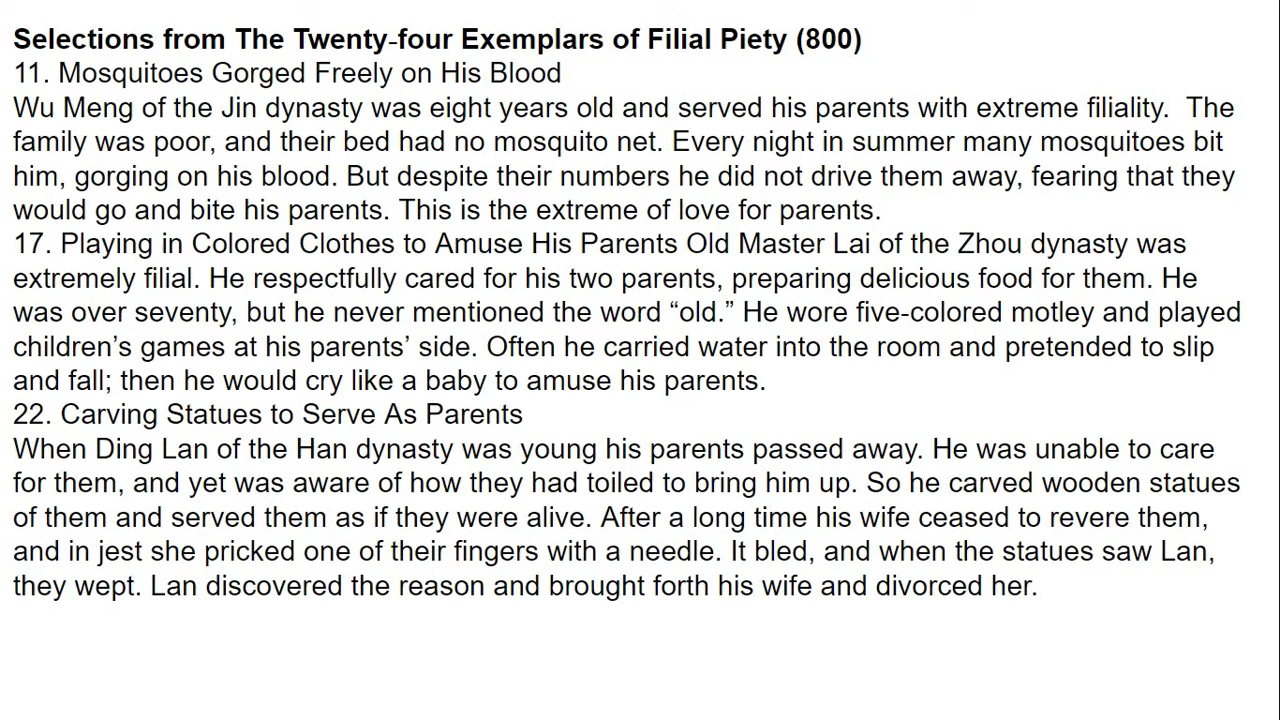 Selections from The Twenty-four Exemplars of Filial Piety (800)
11. Mosquitoes Gorged Freely on His Blood
Wu Meng of the Jin dynasty was eight years old and served his parents with extreme filiality.  The
family was poor, and their bed had no mosquito net. Every night in summer many mosquitoes bit
him, gorging on his blood. But despite their numbers he did not drive them away, fearing that they
would go and bite his parents. This is the extreme of love for parents.
17. Playing in Colored Clothes to Amuse His Parents Old Master Lai of the Zhou dynasty was
extremely filial. He respectfully cared for his two parents, preparing delicious food for them. He
was over seventy, but he never mentioned the word “old.” He wore five-colored motley and played
children’s games at his parents’ side. Often he carried water into the room and pretended to slip
and fall; then he would cry like a baby to amuse his parents.
22. Carving Statues to Serve As Parents
When Ding Lan of the Han dynasty was young his parents passed away. He was unable to care
for them, and yet was aware of how they had toiled to bring him up. So he carved wooden statues
of them and served them as if they were alive. After a long time his wife ceased to revere them,
and in jest she pricked one of their fingers with a needle. It bled, and when the statues saw Lan,
they wept. Lan discovered the reason and brought forth his wife and divorced her.